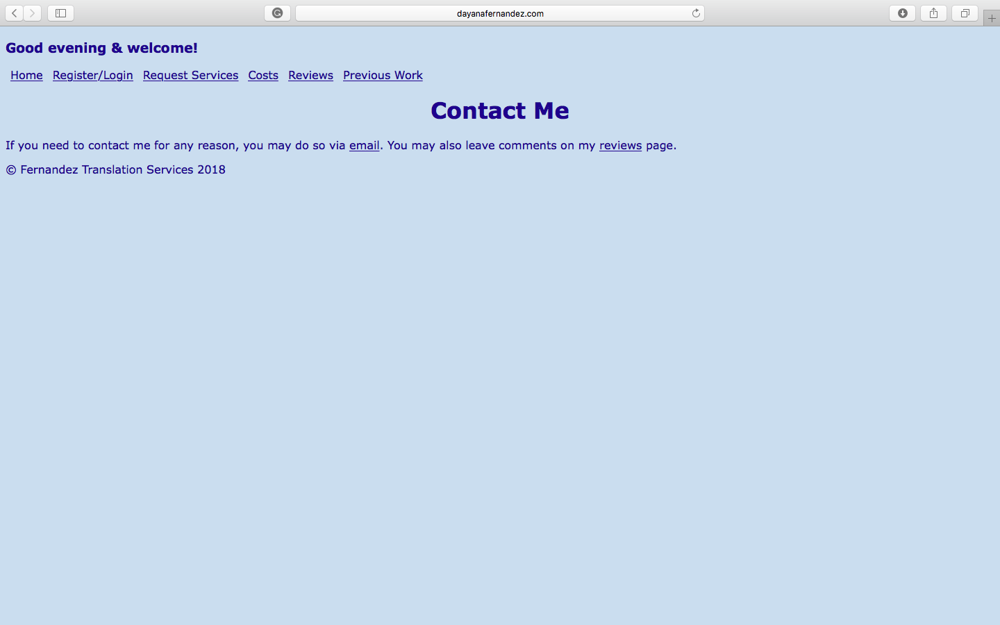 dayanafernandez.com
Good evening & welcome!
Home Register/Login Request Services Costs Reviews Previous Work
Contact Me
If you need to contact me for any reason, you may do so via email. You may also leave comments on my reviews page.
© Fernandez Translation Services 2018